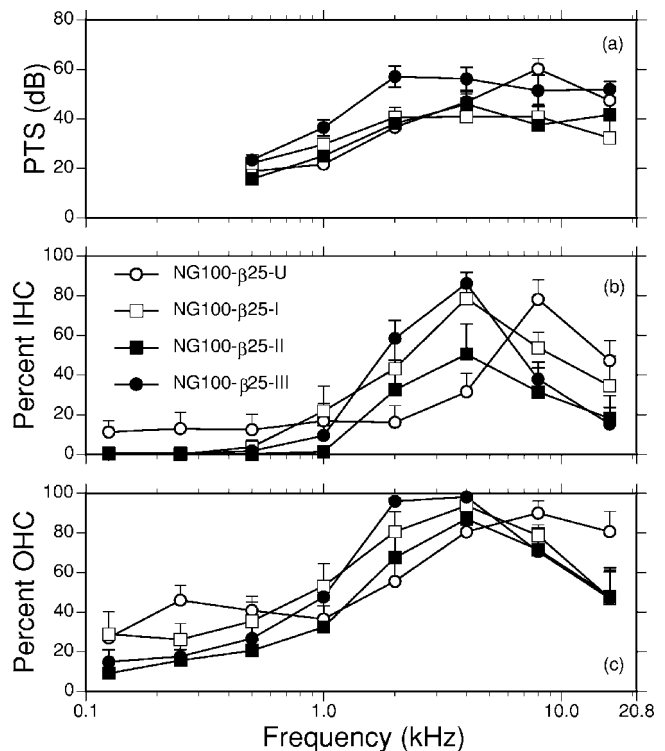 80
(a)
60
40
20
0
PTS (dB)
100
(b)
80
60
40
20
0
Percent IHC
NG100-β25-U
NG100-β25-I
NG100-β25-II
NG100-β25-III
100
80
60
40
20
0
(c)
Percent OHC
0.1
1.0
10.0
20.8
Frequency (kHz)